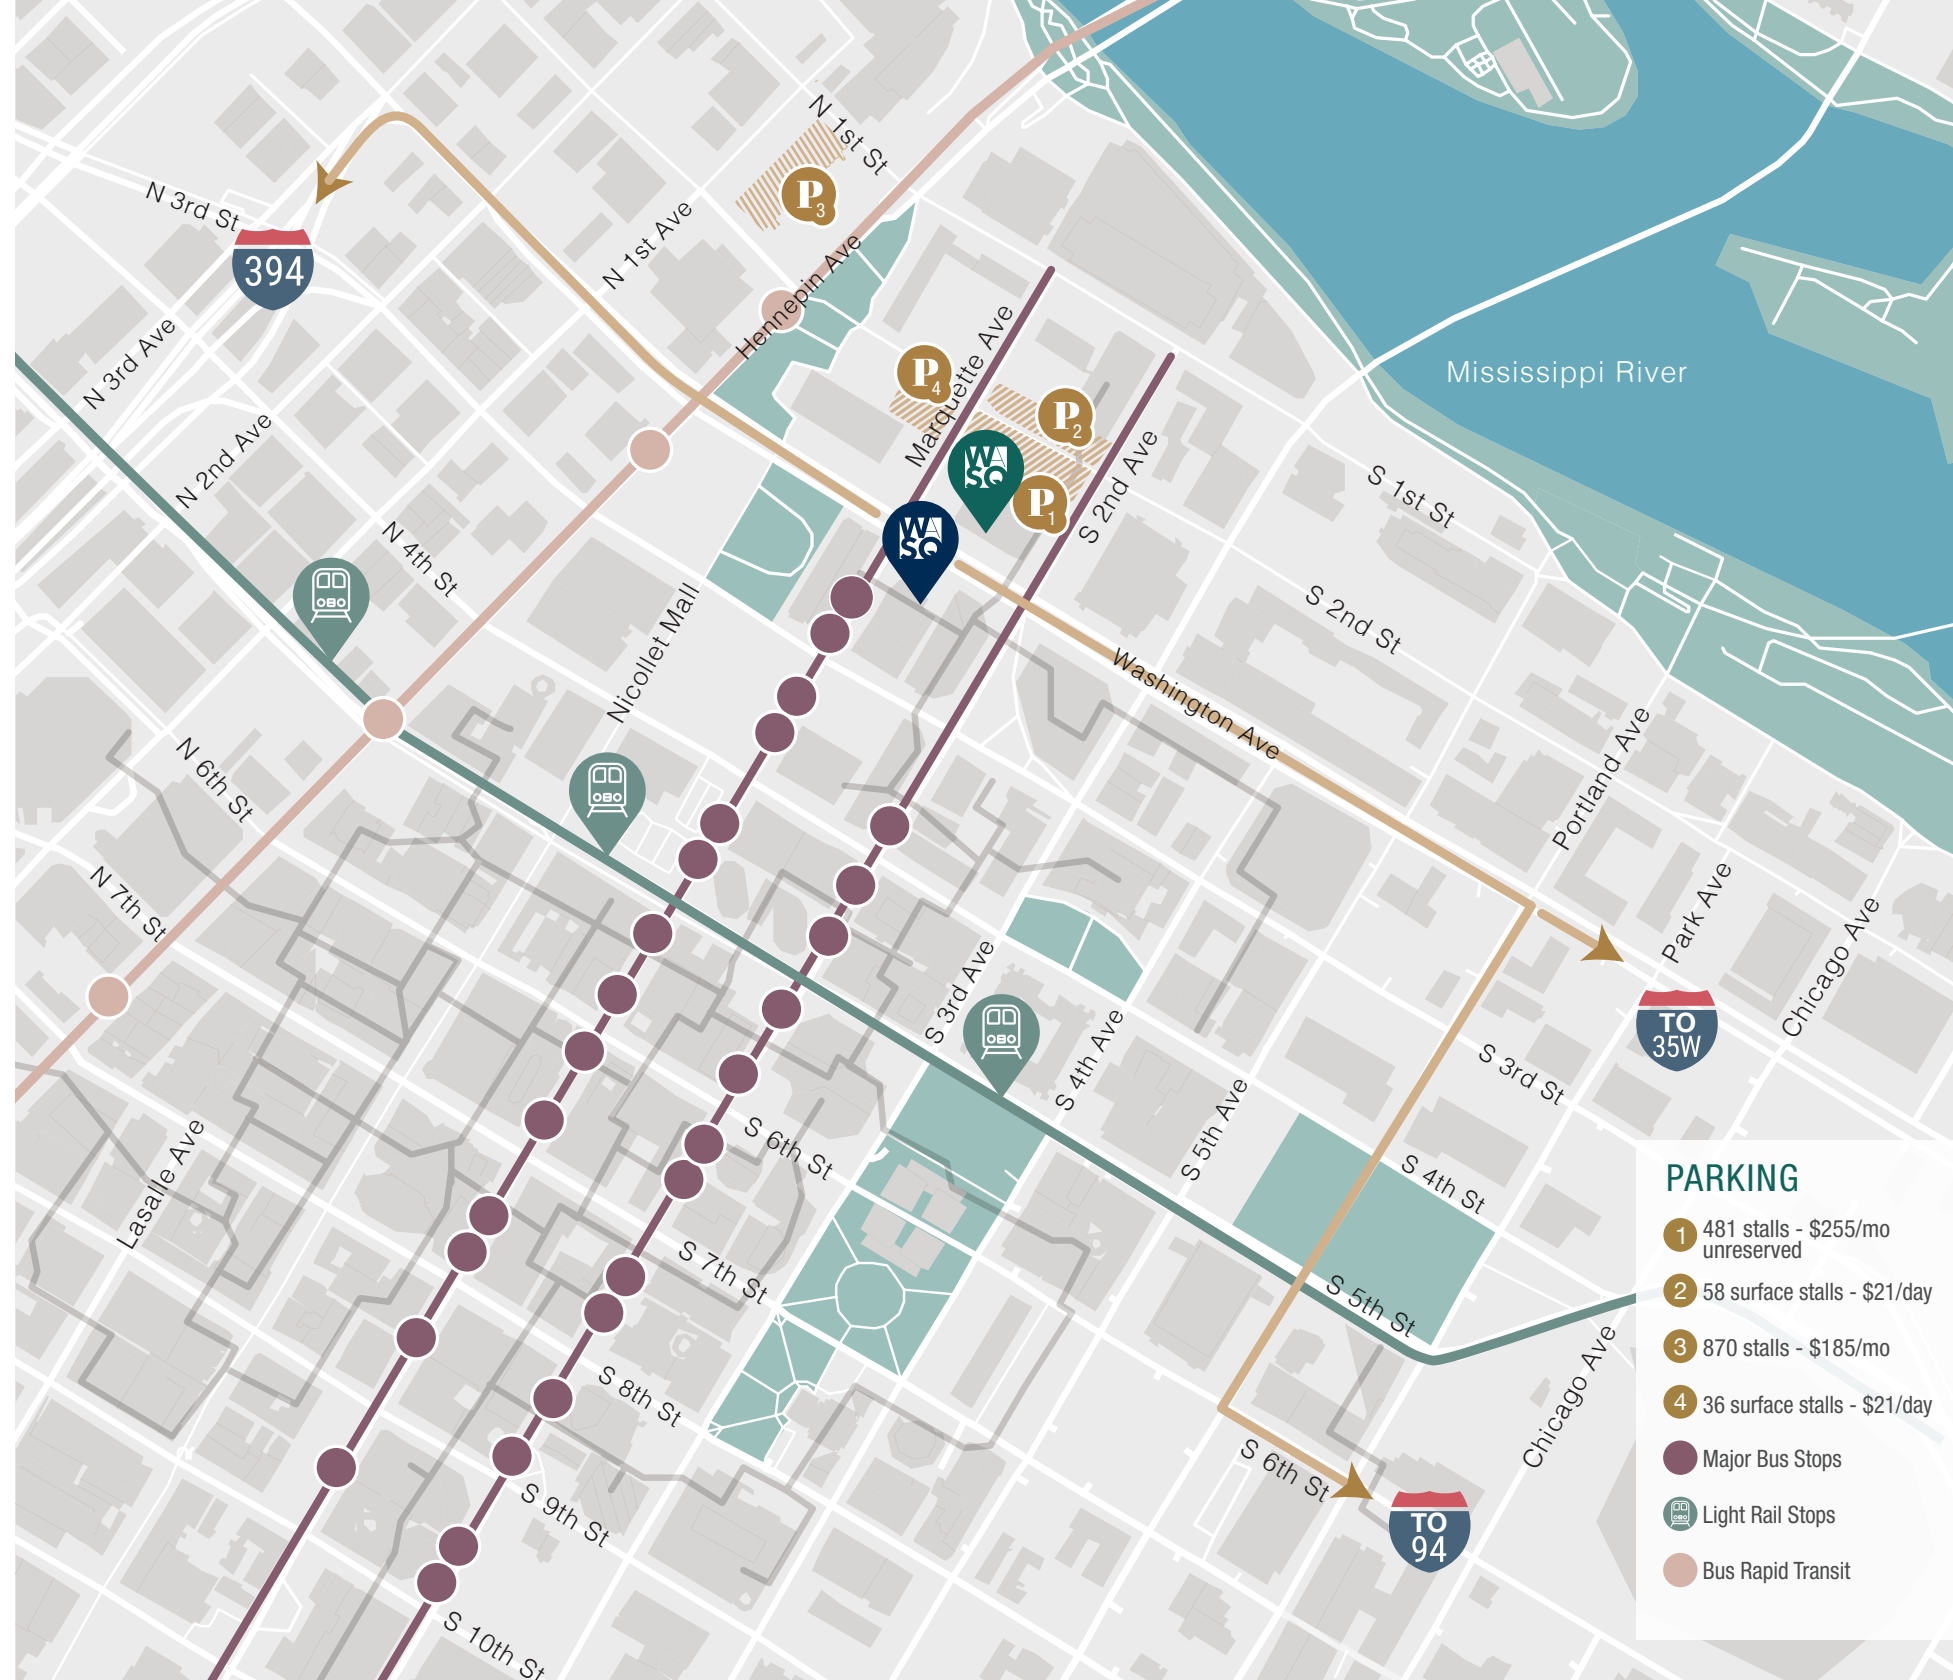 N 1st St
P
3
N 3rd St
394
N 1st Ave
Hennepin Ave
N 3rd Ave
Marquette Ave
P
4
P
2
Mississippi River
N 2nd Ave
WA
SQ
P
1
S 2nd Ave
S 1st St
WA
SQ
N 4th St
S 2nd St
Nicollet Mall
Washington Ave
N 6th St
Portland Ave
N 7th St
Park Ave
Chicago Ave
S 3rd Ave
S 4th Ave
TO
35W
S 3rd St
S 5th Ave
S 6th St
Lasalle Ave
S 4th St
S 7th St
S 5th St
Chicago Ave
S 8th St
S 6th St
TO
94
S 9th St
S 10th St
PARKING
1 481 stalls - $255/mo
unreserved
2 58 surface stalls - $21/day
3 870 stalls - $185/mo
4 36 surface stalls - $21/day
Major Bus Stops
Light Rail Stops
Bus Rapid Transit